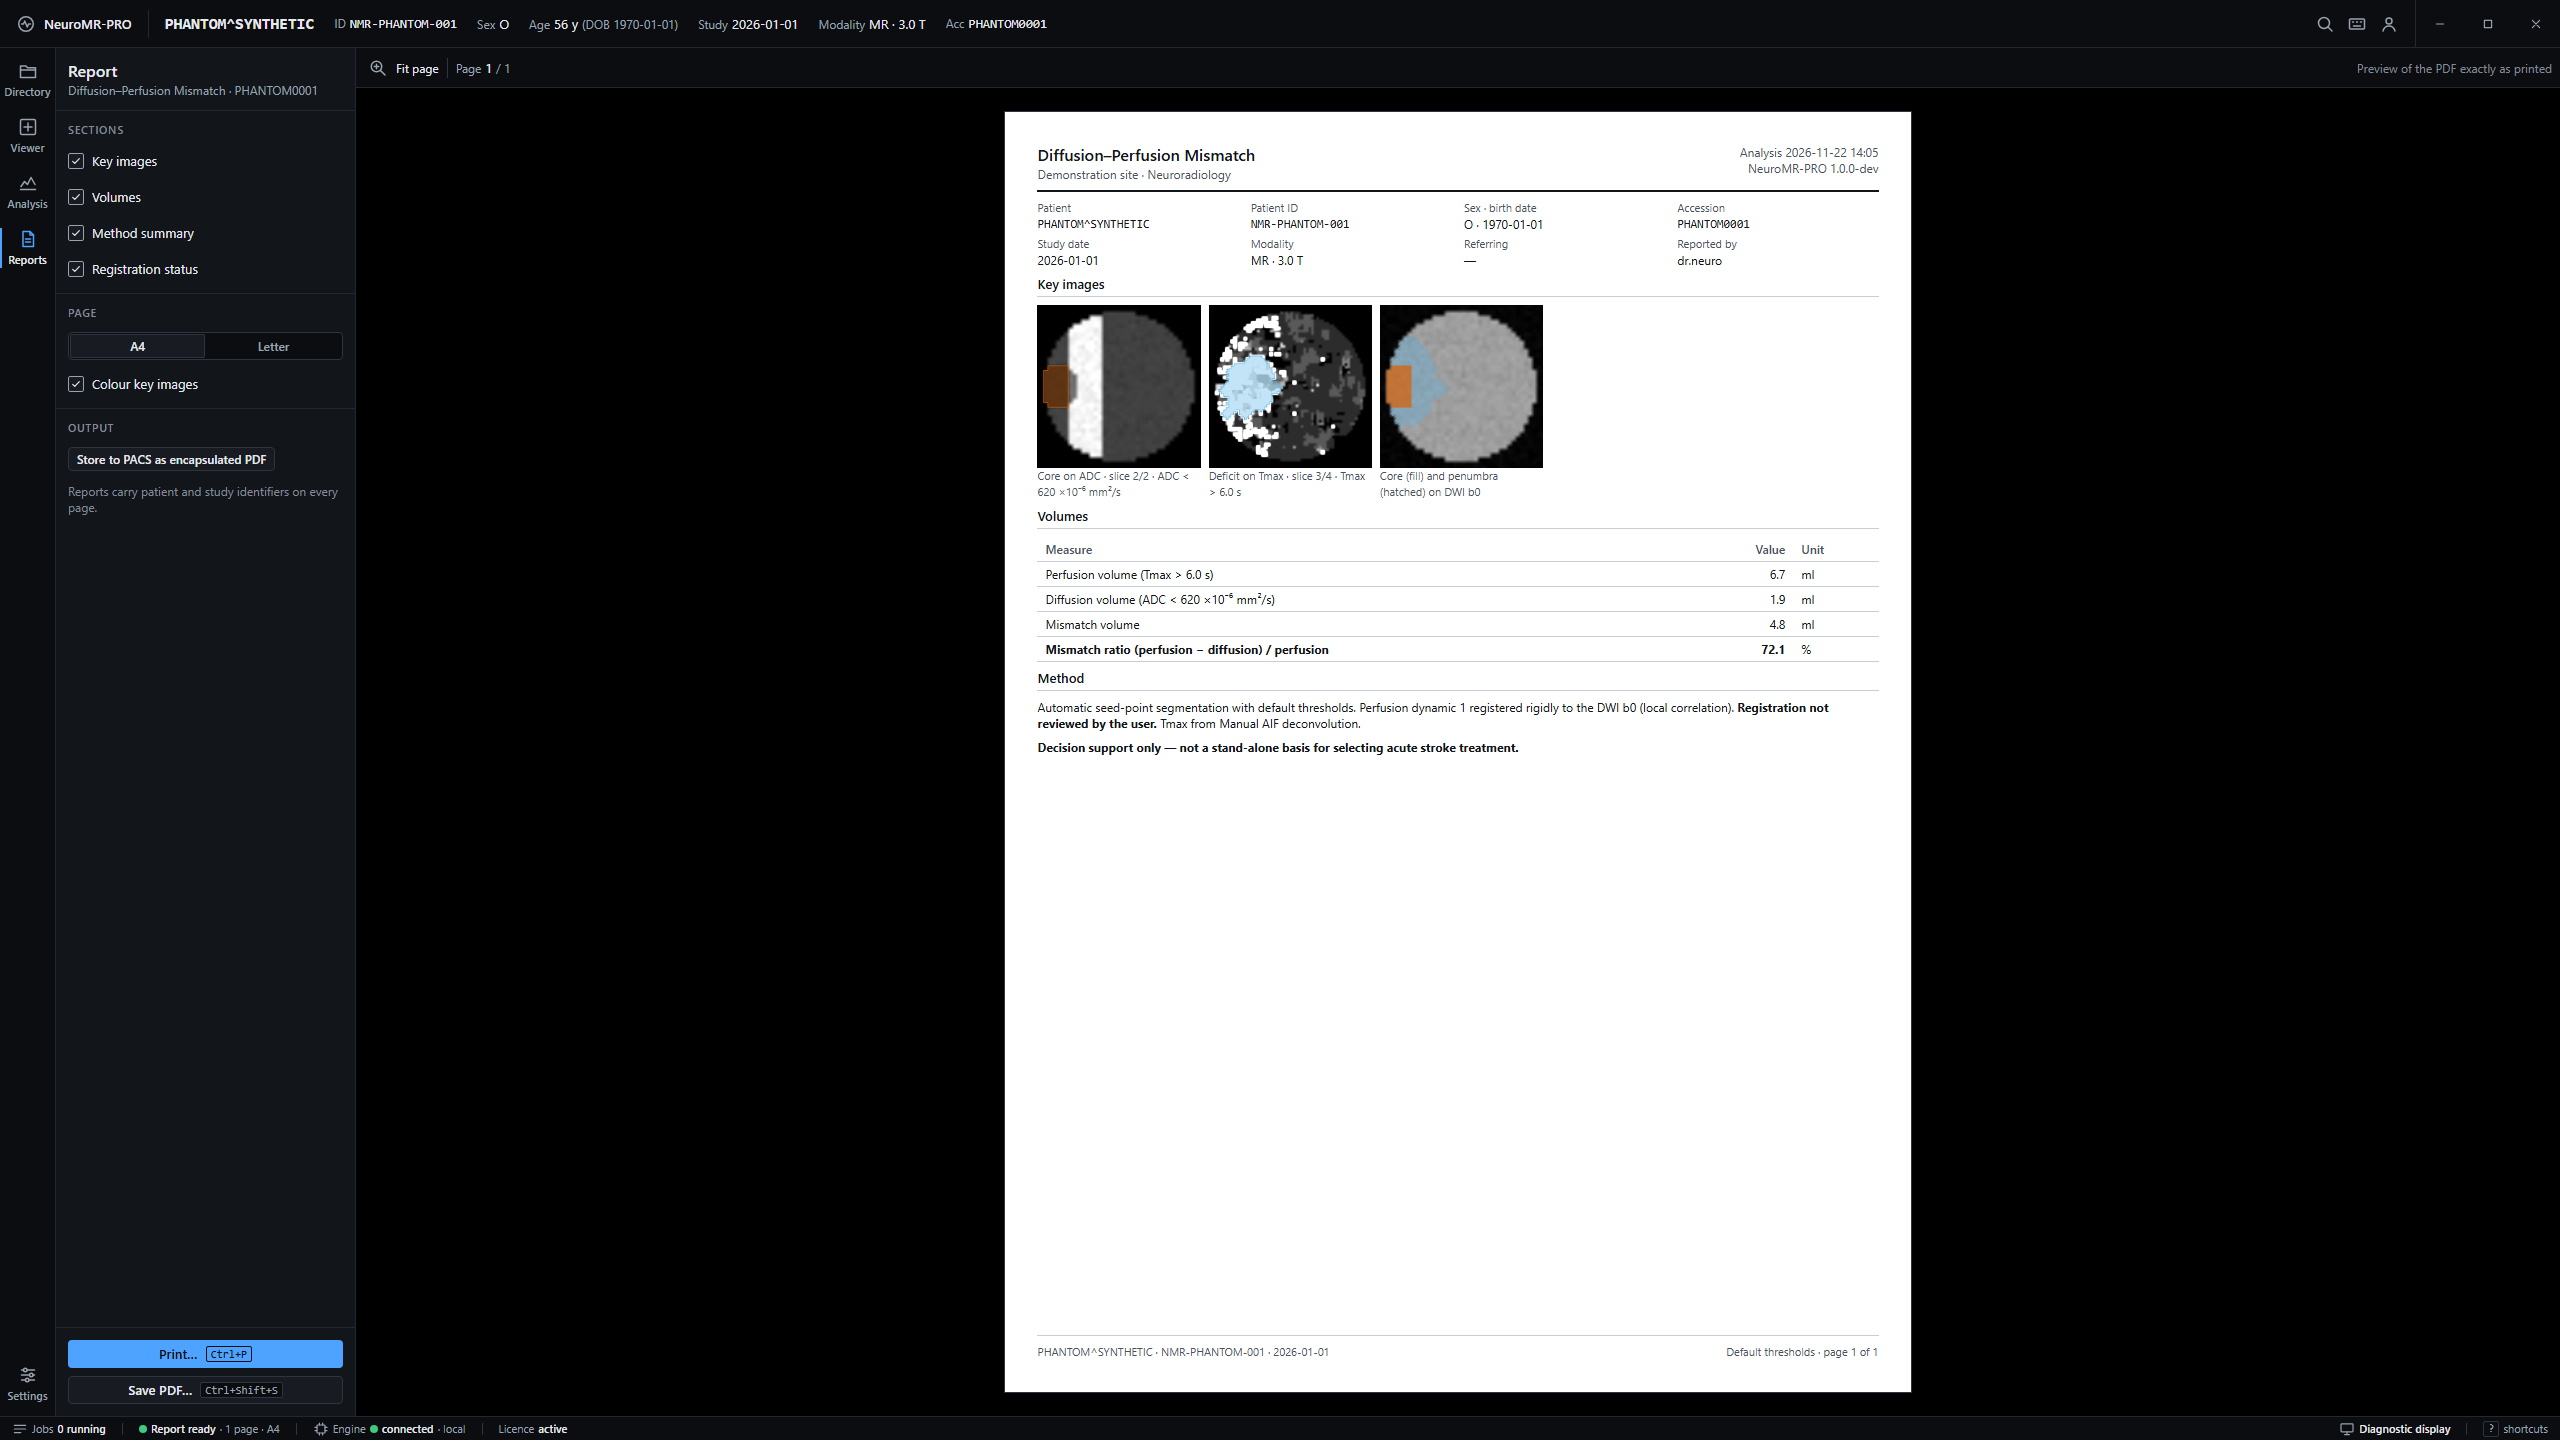 NeuroMR-PRO PHANTOM^SYNTHETIC ID NMR-PHANTOM-001 Sex O Age 56 y (DOB 1970-01-01) Study 2026-01-01 Modality MR · 3.0 T Acc PHANTOM0001
Directory
Viewer
Analysis
Reports
Settings
Report
Diffusion–Perfusion Mismatch · PHANTOM0001
SECTIONS
Key images
Volumes
Method summary
Registration status
PAGE
A4 Letter
Colour key images
OUTPUT
Store to PACS as encapsulated PDF
Reports carry patient and study identifiers on every
page.
Print... Ctrl+P
Save PDF... Ctrl+Shift+S
Fit page Page 1 / 1 Preview of the PDF exactly as printed
Diffusion–Perfusion Mismatch Analysis 2026-11-22 14:05
Demonstration site · Neuroradiology NeuroMR-PRO 1.0.0-dev
Patient Patient ID Sex · birth date Accession
PHANTOM^SYNTHETIC NMR-PHANTOM-001 O · 1970-01-01 PHANTOM0001
Study date Modality Referring Reported by
2026-01-01 MR · 3.0 T — dr.neuro
Key images
Core on ADC · slice 2/2 · ADC <
620 ×10⁻⁶ mm²/s
Deficit on Tmax · slice 3/4 · Tmax
> 6.0 s
Core (fill) and penumbra
(hatched) on DWI b0
Volumes
Measure Value Unit
Perfusion volume (Tmax > 6.0 s) 6.7 ml
Diffusion volume (ADC < 620 ×10⁻⁶ mm²/s) 1.9 ml
Mismatch volume 4.8 ml
Mismatch ratio (perfusion − diffusion) / perfusion 72.1 %
Method
Automatic seed-point segmentation with default thresholds. Perfusion dynamic 1 registered rigidly to the DWI b0 (local correlation). Registration not
reviewed by the user. Tmax from Manual AIF deconvolution.
Decision support only — not a stand-alone basis for selecting acute stroke treatment.
PHANTOM^SYNTHETIC · NMR-PHANTOM-001 · 2026-01-01 Default thresholds · page 1 of 1
Jobs 0 running Report ready · 1 page · A4 Engine connected · local Licence active Diagnostic display ? shortcuts